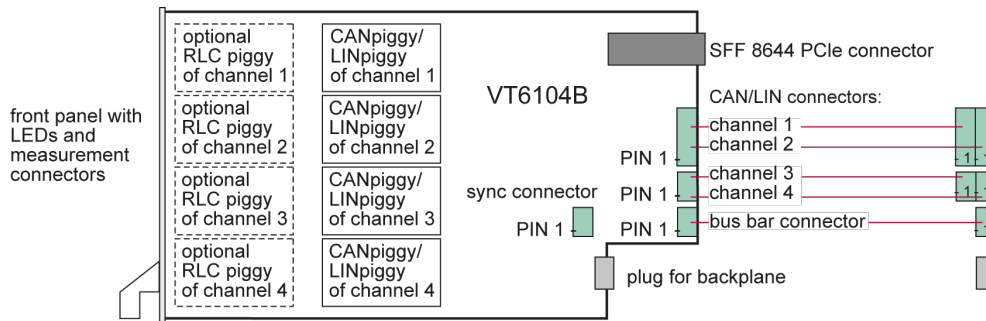 optional
RLC piggy
of channel 1
CANpiggy/
LINpiggy
of channel 1
optional
RLC piggy
of channel 2
CANpiggy/
LINpiggy
of channel 2
optional
RLC piggy
of channel 3
CANpiggy/
LINpiggy
of channel 3
optional
RLC piggy
of channel 4
CANpiggy/
LINpiggy
of channel 4
front panel with
LEDs and
measurement
connectors
VT6104B
SFF 8644 PCIe connector
CAN/LIN connectors:
channel 1
channel 2
PIN 1
1
channel 3
channel 4
PIN 1
1
sync connector
PIN 1
PIN 1
bus bar connector
plug for backplane